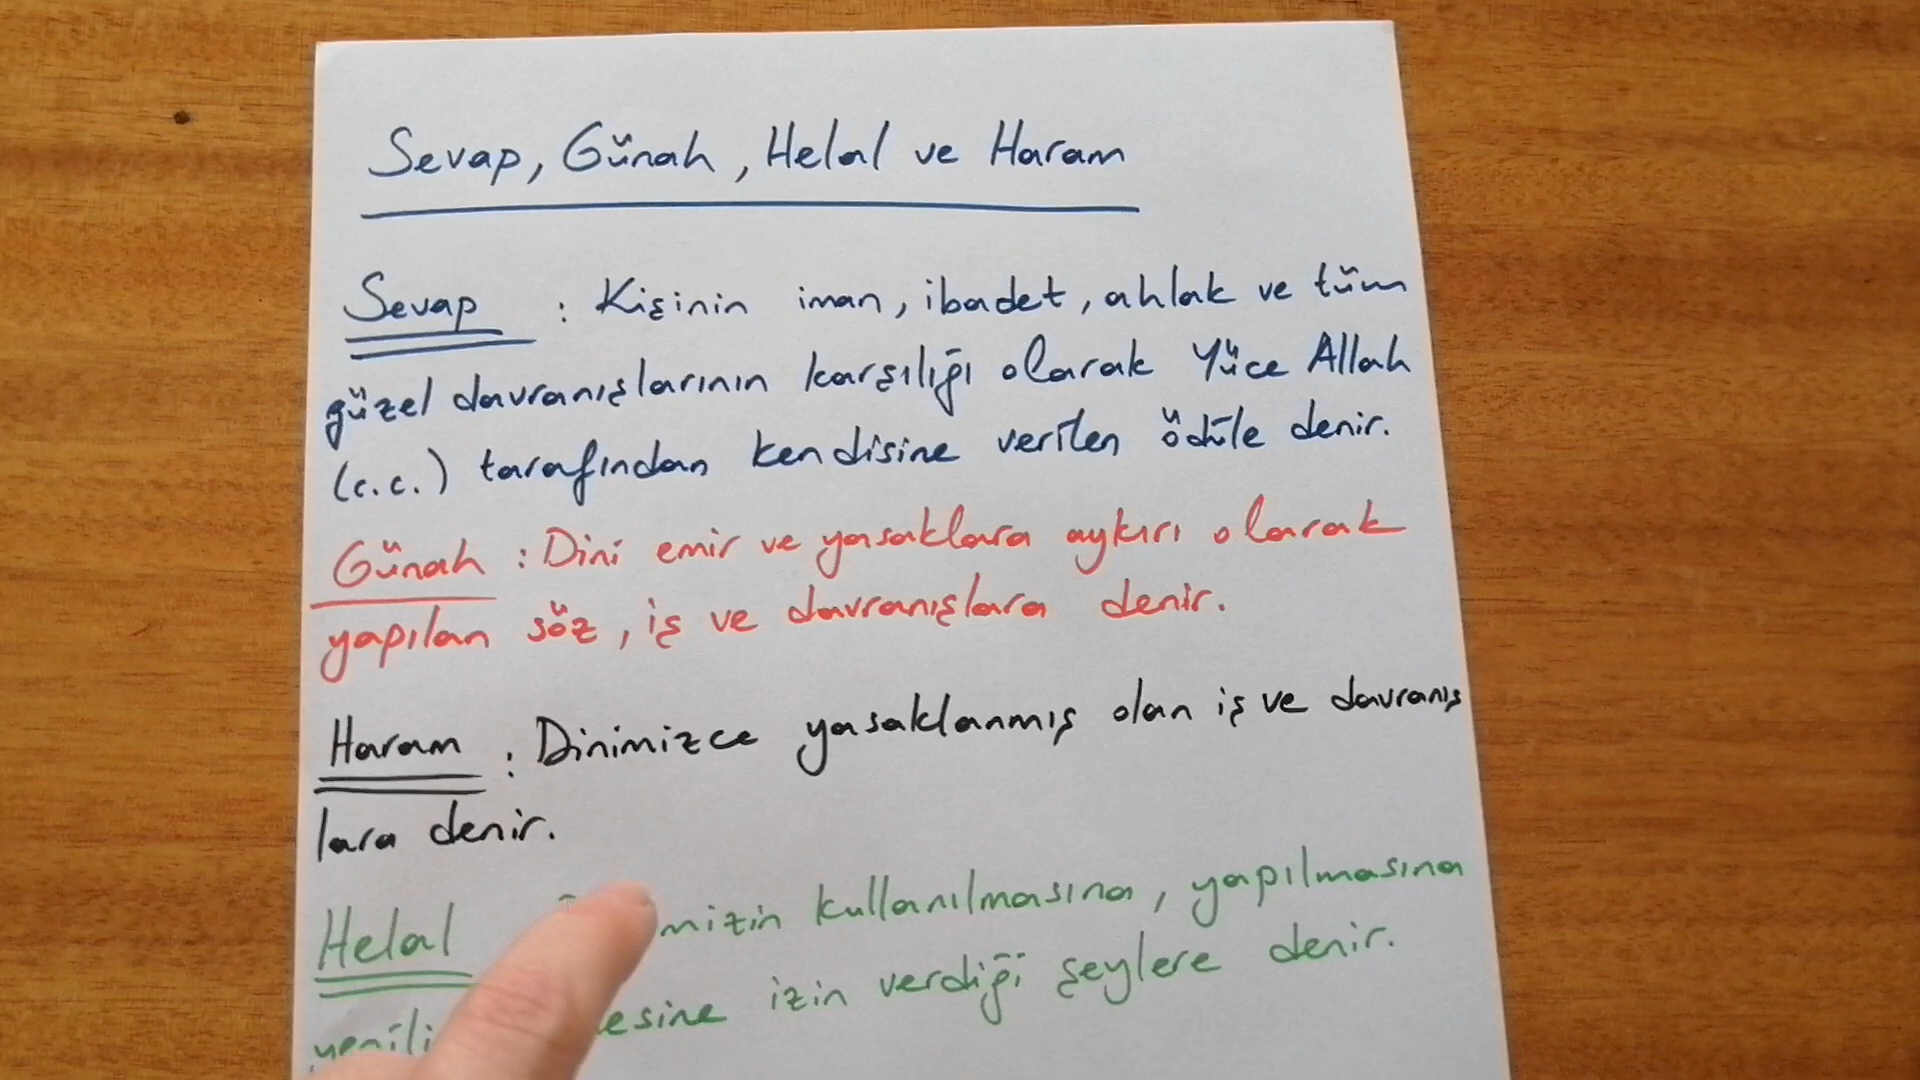 Sevap, Günah, Helal ve Haram
Sevap : Kişinin iman, ibadet, ahlak ve tüm
güzel davranışlarının karşılığı olarak Yüce Allah
(c.c.) tarafından kendisine verilen ödüle denir.
Günah : Dini emir ve yasaklara aykırı olarak
yapılan söz, iş ve davranışlara denir.
Haram : Dinimizce yasaklanmış olan iş ve davranış
lara denir.
Helal kullanılmasına, yapılmasına
izin verdiği şeylere denir.